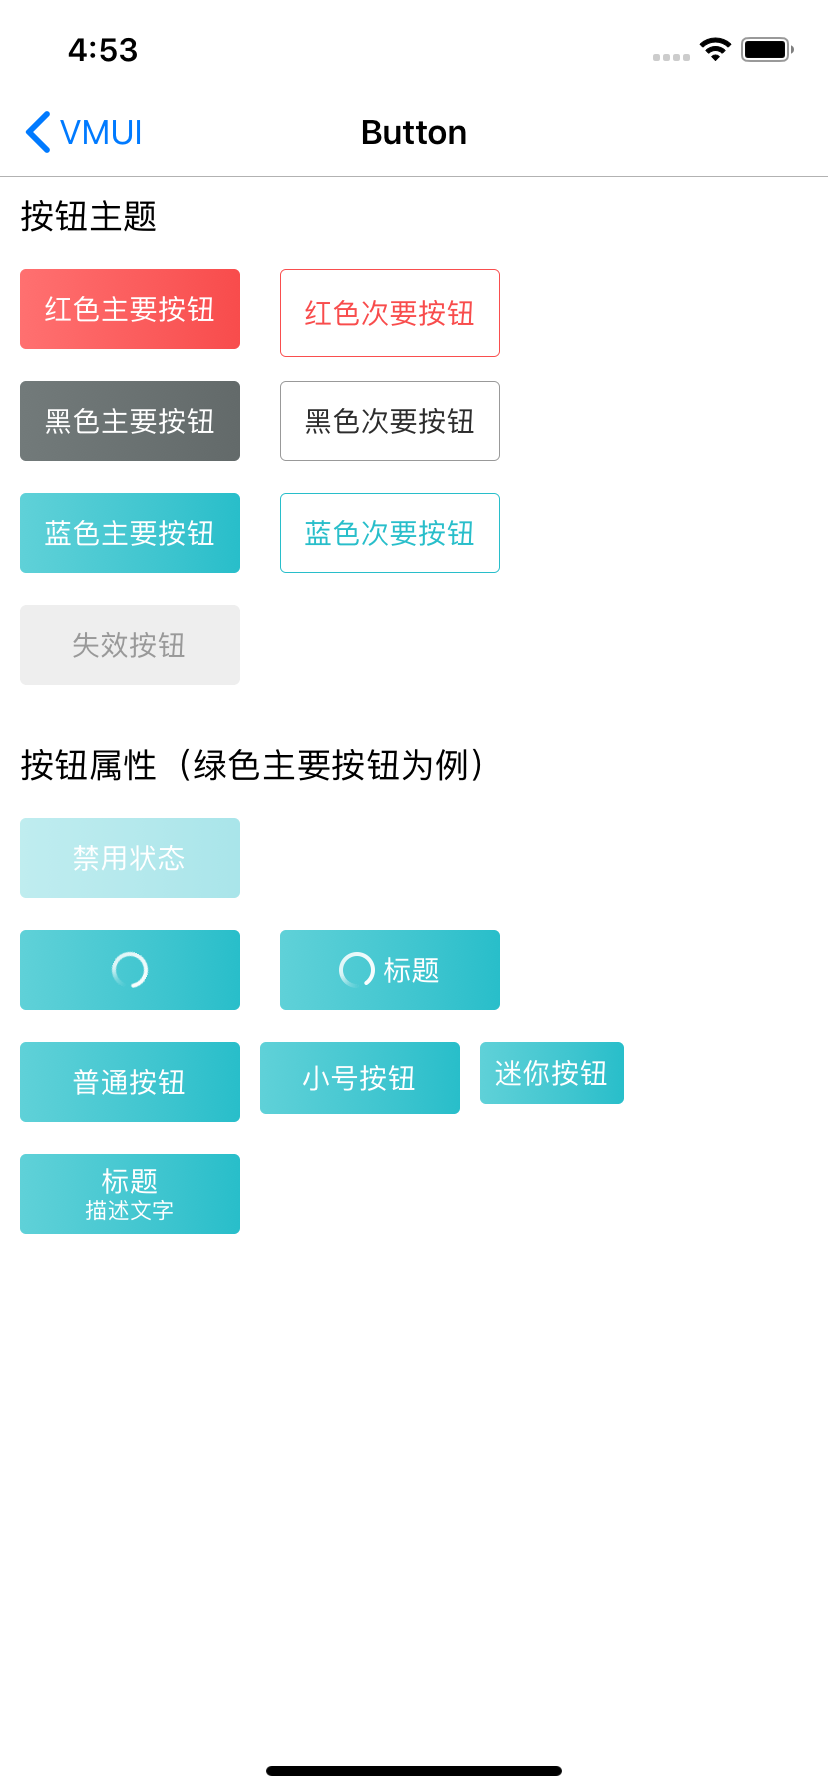 4:53
VMUI
Button
按钮主题
红色主要按钮
红色次要按钮
黑色主要按钮
黑色次要按钮
蓝色主要按钮
蓝色次要按钮
失效按钮
按钮属性（绿色主要按钮为例）
禁用状态
标题
普通按钮
小号按钮
迷你按钮
标题
描述文字